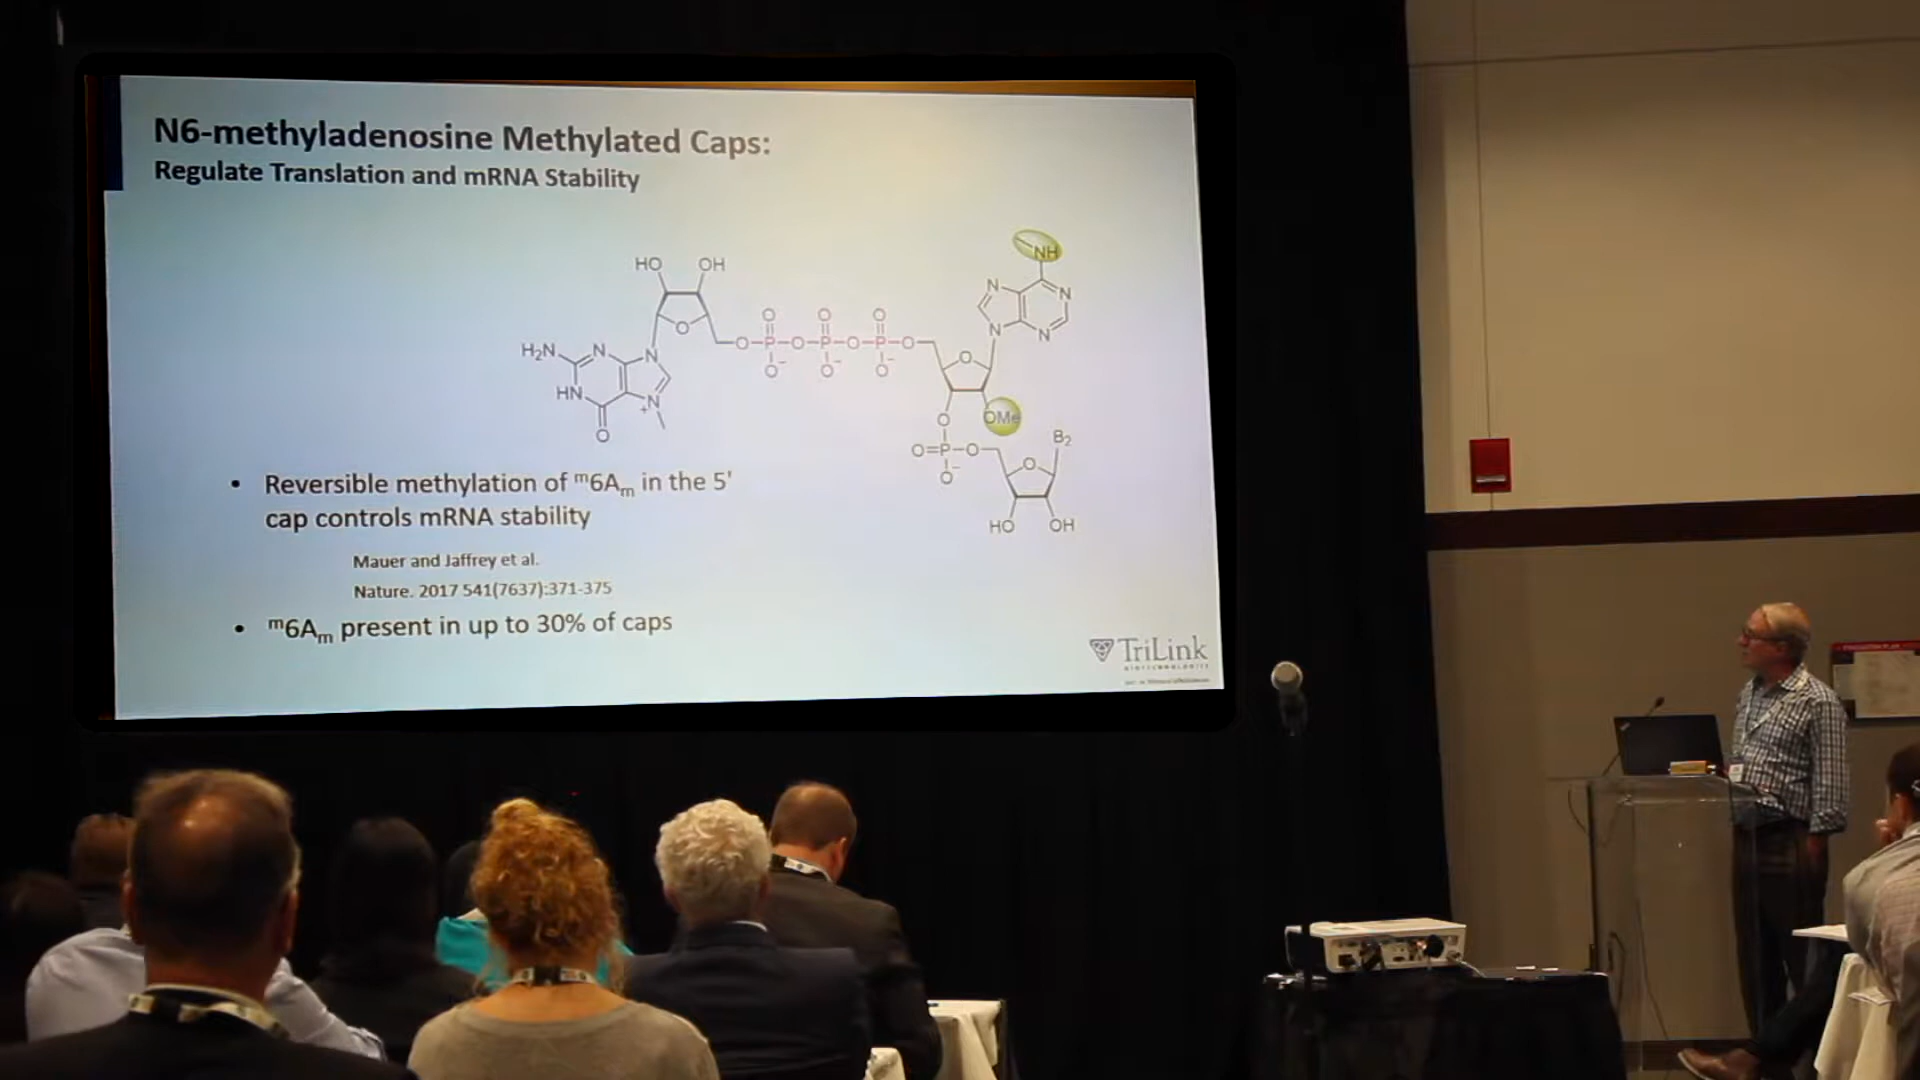 N6-methyladenosine Methylated Caps:
Regulate Translation and mRNA Stability
NH
HO OH
N N
N N
O
O O O
O P O P O P O
O⁻ O⁻ O⁻
H₂N N N
O
HN N⁺
O
O OMe
B₂
O=P-O
O⁻
O
HO OH
• Reversible methylation of ᵐ6Aₘ in the 5'
cap controls mRNA stability
Mauer and Jaffrey et al.
Nature. 2017 541(7637):371-375
• ᵐ6Aₘ present in up to 30% of caps
TriLink
BIOTECHNOLOGIES